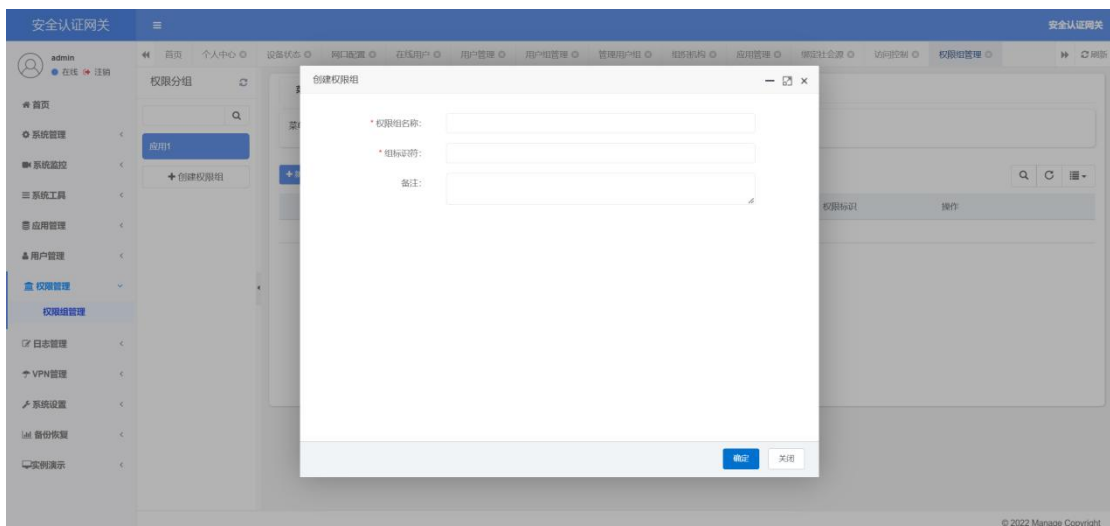 安全认证网关
安全认证网关
admin
在线 注销
首页
系统管理
系统监控
系统工具
应用管理
用户管理
权限管理
权限组管理
日志管理
VPN管理
系统设置
备份恢复
实例演示
首页 个人中心 设备状态 网口配置 在线用户 用户管理 用户组管理 管理用户组 组织机构 应用管理 访问控制 权限组管理 刷新
权限分组
应用1
创建权限组
创建权限组
* 权限组名称:
* 组标识符:
备注:
确定 关闭
权限标识 操作
© 2022 Manage Copyright